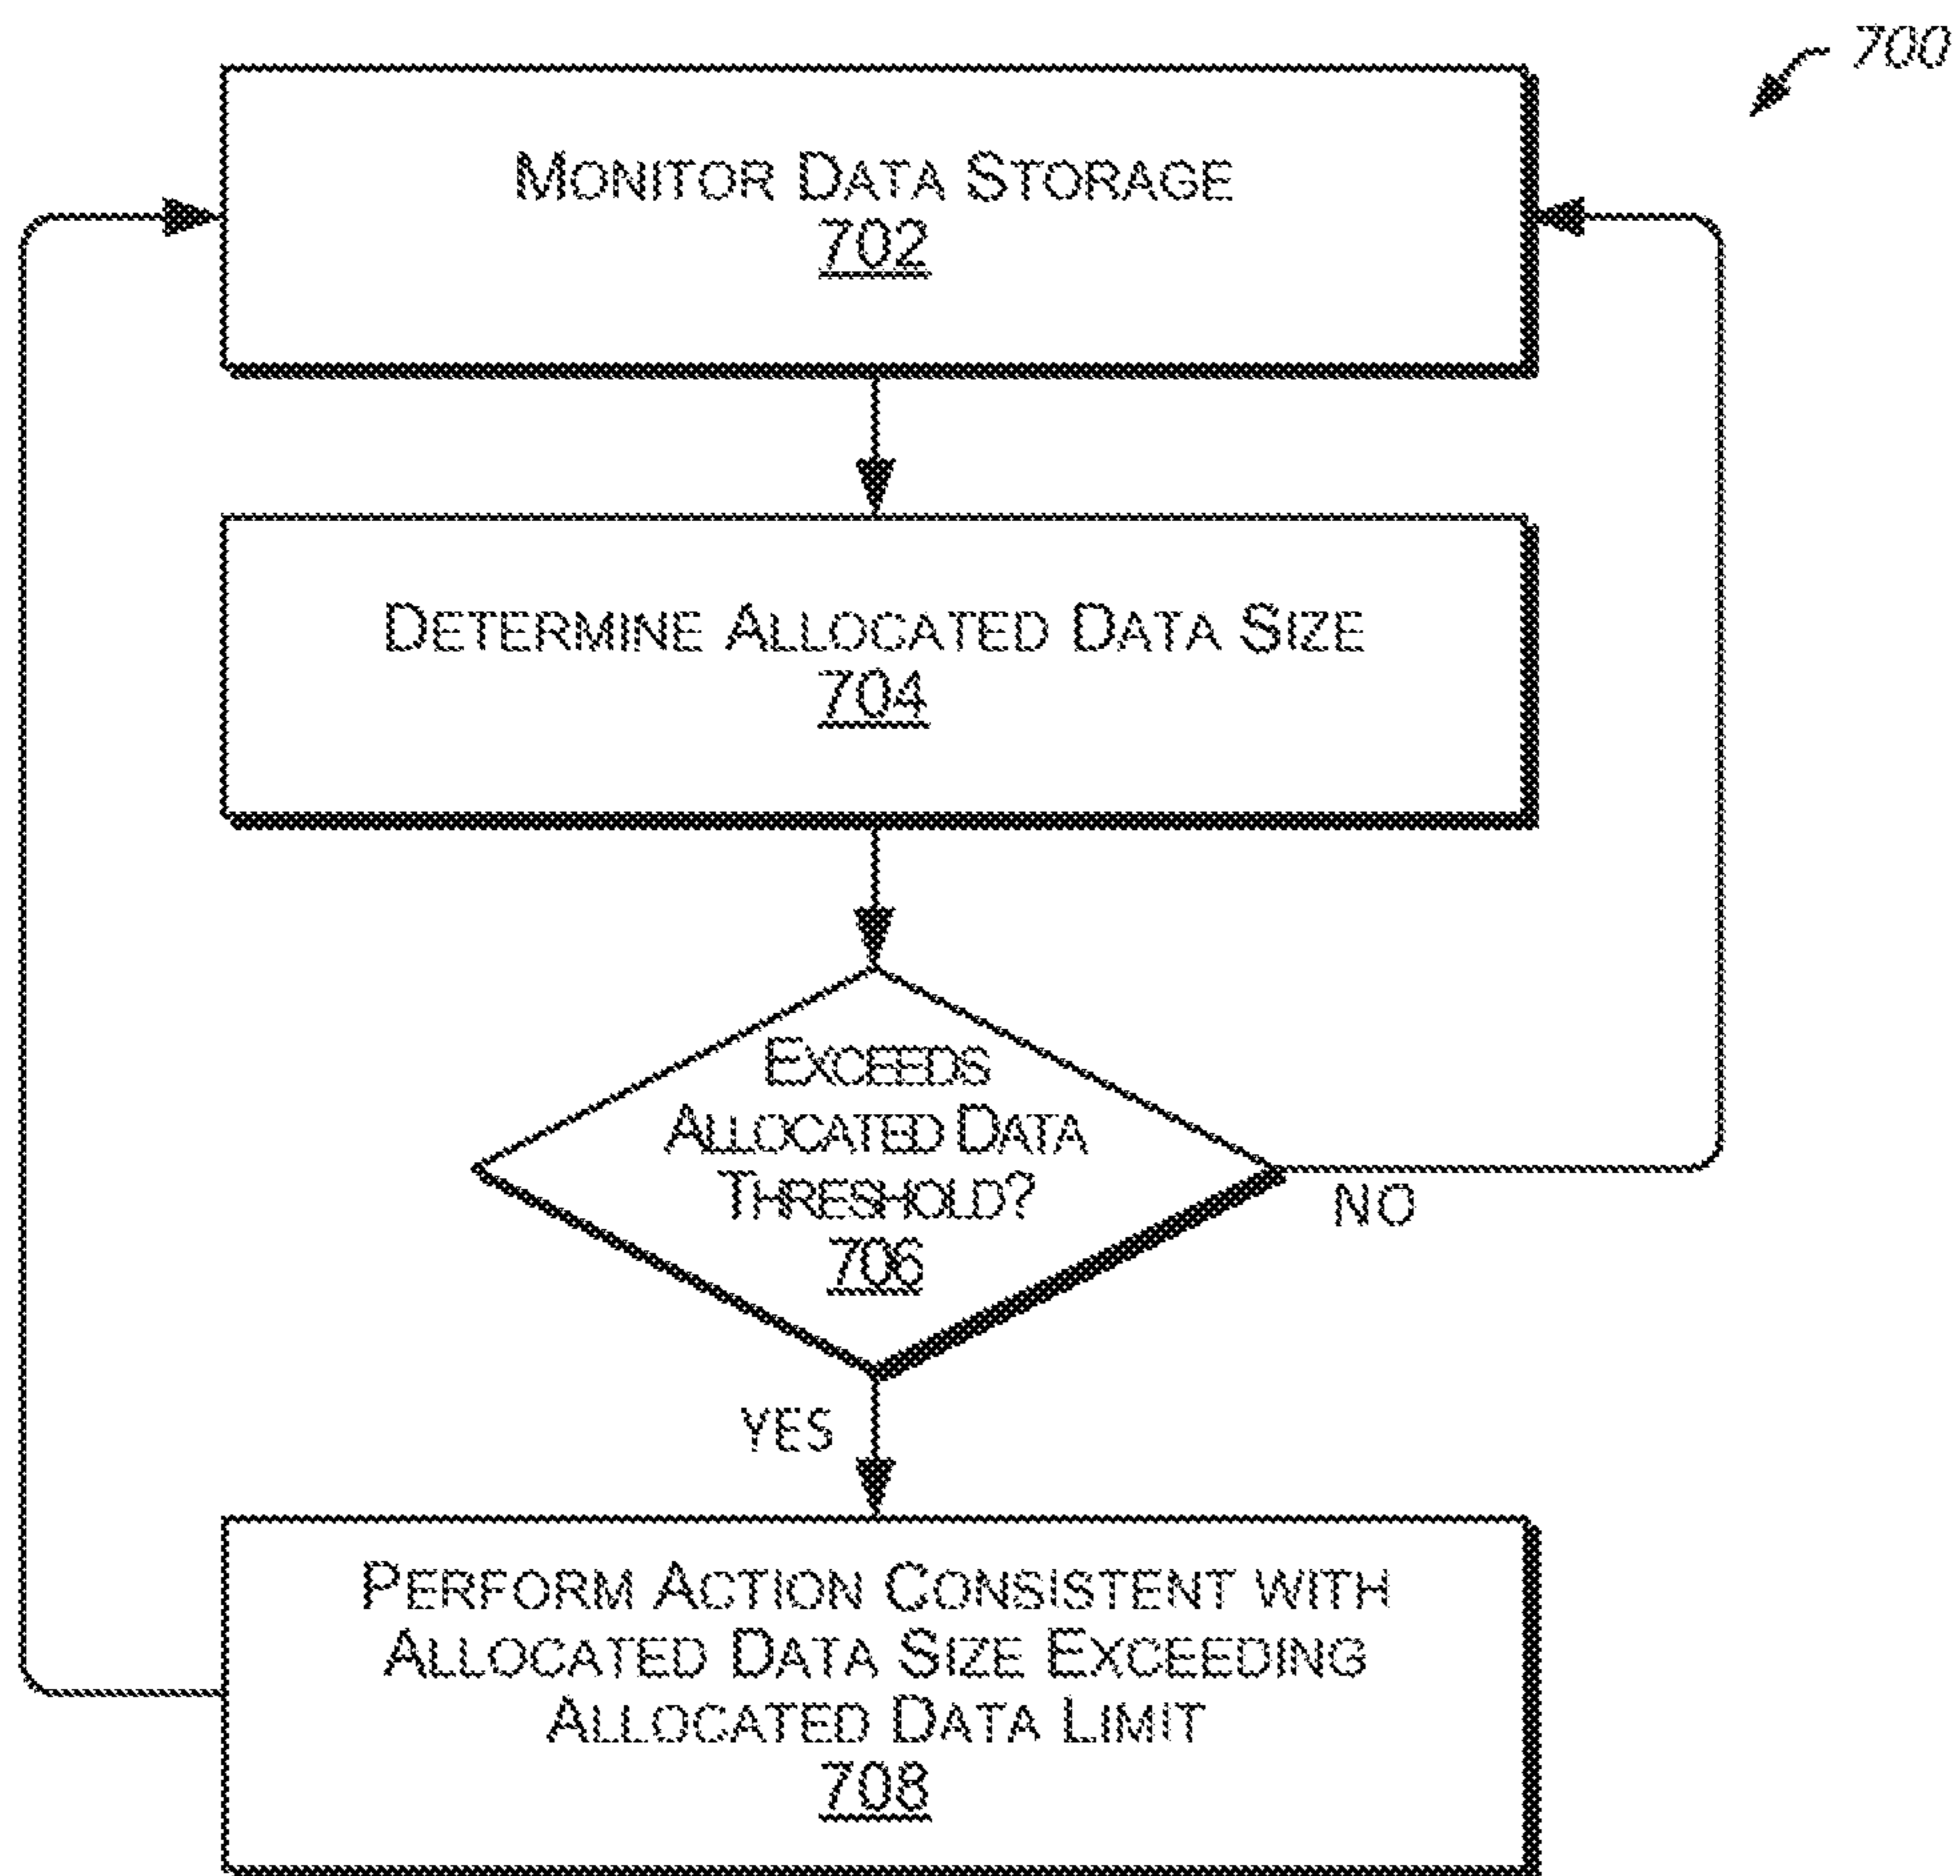 700
MONITOR DATA STORAGE
702
DETERMINE ALLOCATED DATA SIZE
704
EXCEEDS
ALLOCATED DATA
THRESHOLD?
706
NO
YES
PERFORM ACTION CONSISTENT WITH
ALLOCATED DATA SIZE EXCEEDING
ALLOCATED DATA LIMIT
708